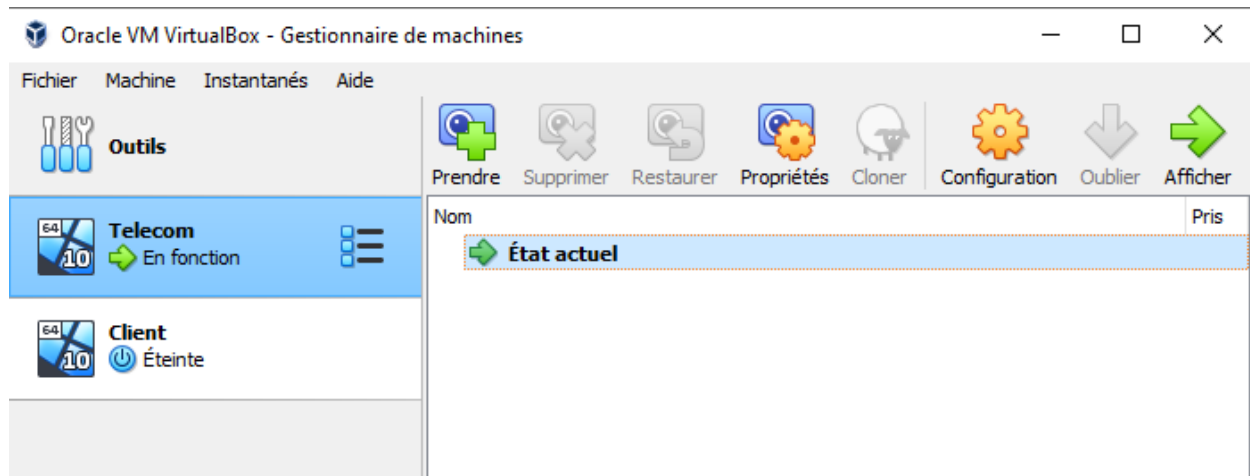 Oracle VM VirtualBox - Gestionnaire de machines
Fichier Machine Instantanés Aide
Outils
Prendre Supprimer Restaurer Propriétés Cloner Configuration Oublier Afficher
Nom Pris
64 Telecom
10 En fonction
État actuel
64 Client
10 Éteinte